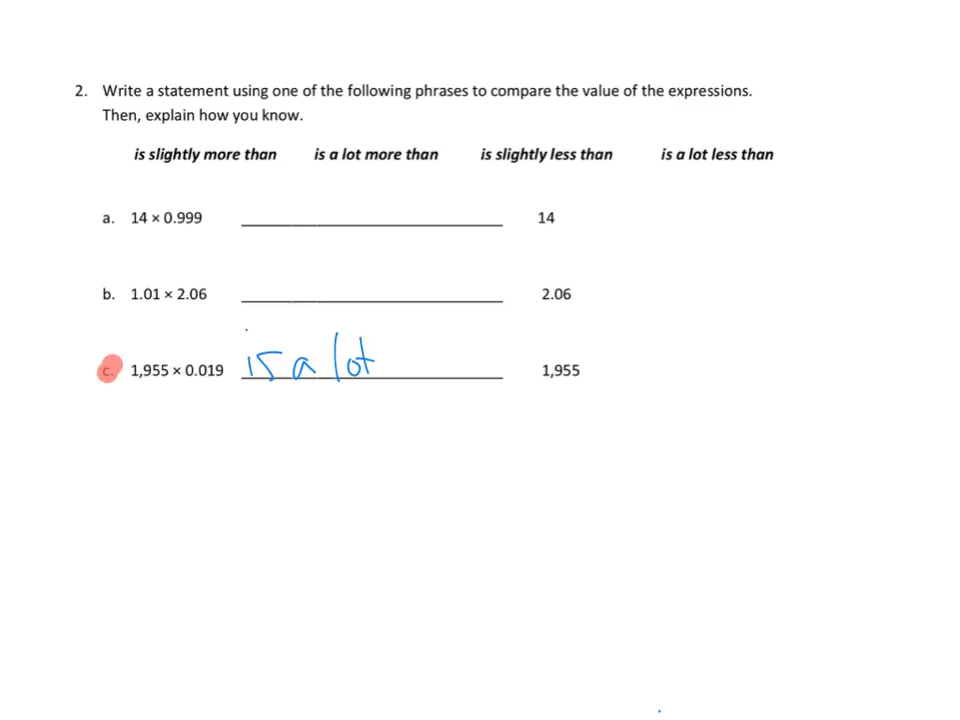 2. Write a statement using one of the following phrases to compare the value of the expressions.
Then, explain how you know.
is slightly more than is a lot more than is slightly less than is a lot less than
a. 14 × 0.999 ______ 14
b. 1.01 × 2.06 ______ 2.06
c. 1,955 × 0.019 is a lot 1,955